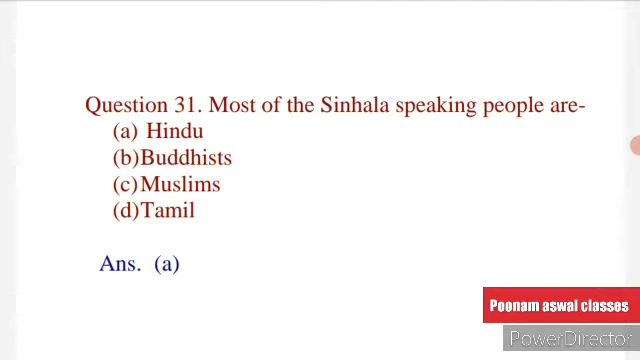 Question 31. Most of the Sinhala speaking people are-
(a) Hindu
(b)Buddhists
(c)Muslims
(d)Tamil
Ans. (a)
Poonam aswal classes
PowerDirector